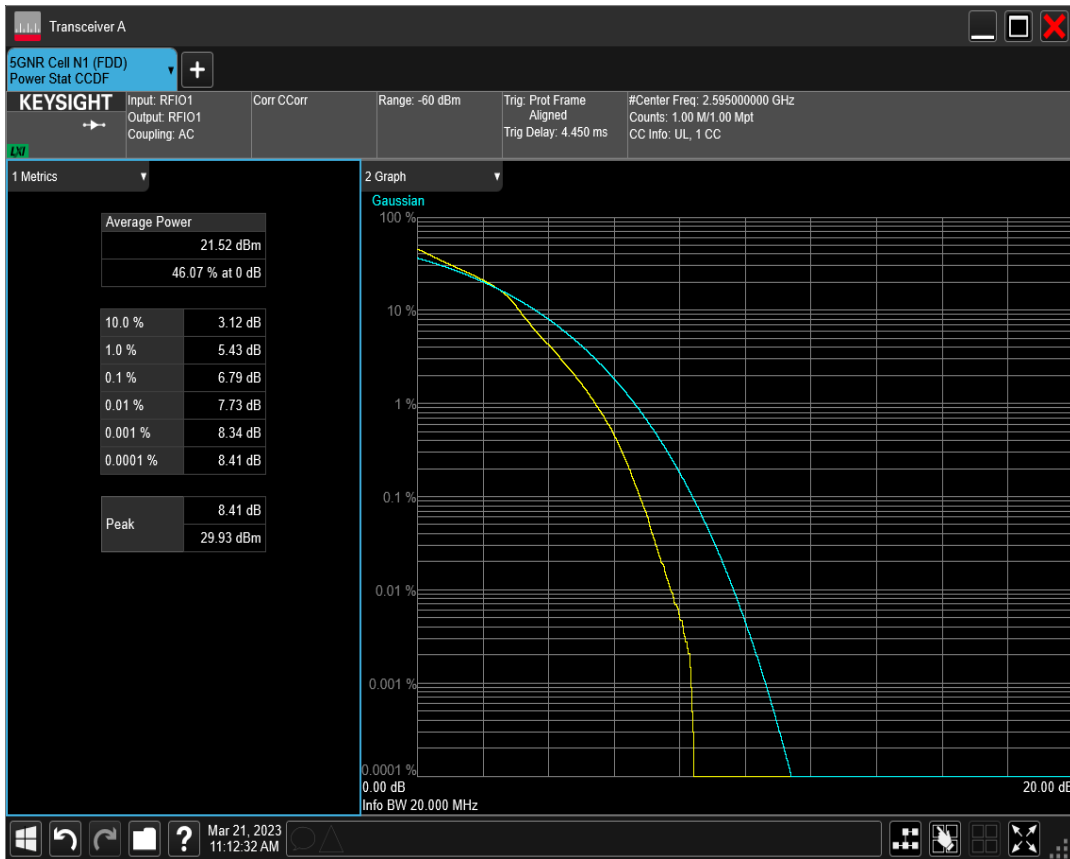 Transceiver A
5GNR Cell N1 (FDD)
Power Stat CCDF
KEYSIGHT
LXI
Input: RFIO1
Output: RFIO1
Coupling: AC
Corr CCorr
Range: -60 dBm
Trig: Prot Frame
Aligned
Trig Delay: 4.450 ms
#Center Freq: 2.595000000 GHz
Counts: 1.00 M/1.00 Mpt
CC Info: UL, 1 CC
1 Metrics
Average Power
21.52 dBm
46.07 % at 0 dB
10.0 % 3.12 dB
1.0 % 5.43 dB
0.1 % 6.79 dB
0.01 % 7.73 dB
0.001 % 8.34 dB
0.0001 % 8.41 dB
Peak
8.41 dB
29.93 dBm
2 Graph
Gaussian
100 %
10 %
1 %
0.1 %
0.01 %
0.001 %
0.0001 %
0.00 dB 20.00 dB
Info BW 20.000 MHz
?
Mar 21, 2023
11:12:32 AM